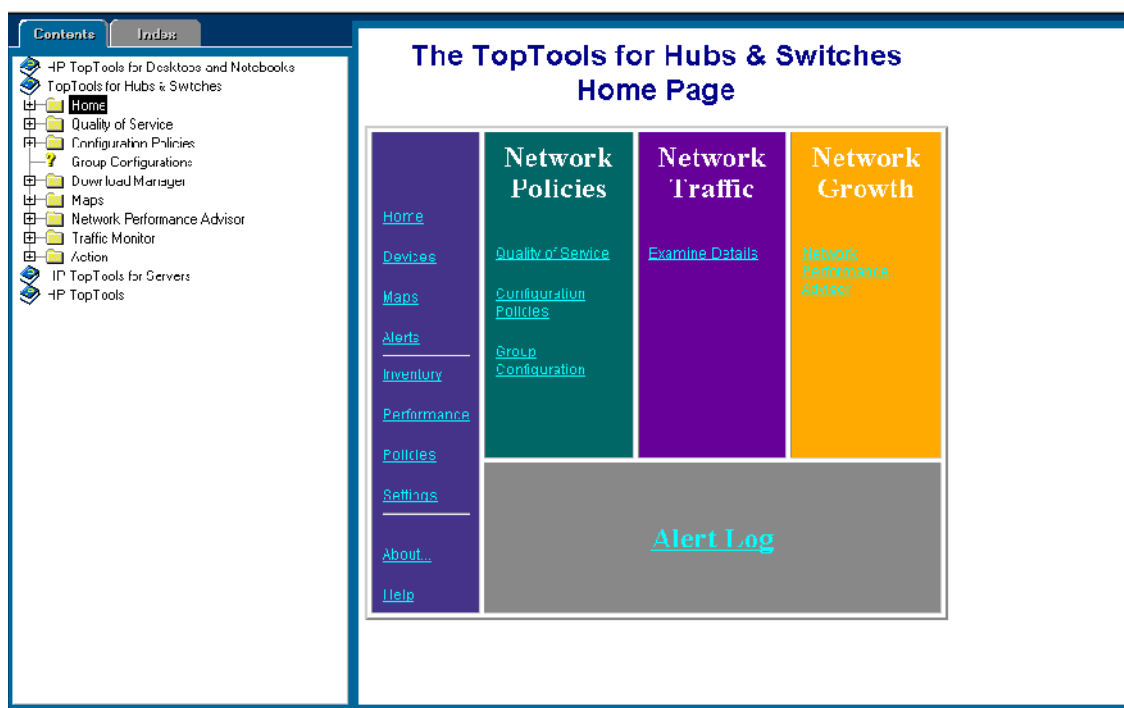 Contents Index
HP TopTools for Desktops and Notebooks
TopTools for Hubs & Switches
Home
Quality of Service
Configuration Policies
Group Configurations
Download Manager
Maps
Network Performance Advisor
Traffic Monitor
Action
HP TopTools for Servers
HP TopTools
The TopTools for Hubs & Switches
Home Page
Home
Devices
Maps
Alerts
Inventory
Performance
Policies
Settings
About...
Help
Network
Policies
Quality of Service
Configuration
Policies
Group
Configuration
Network
Traffic
Examine Details
Network
Growth
Network
Performance
Advisor
Alert Log